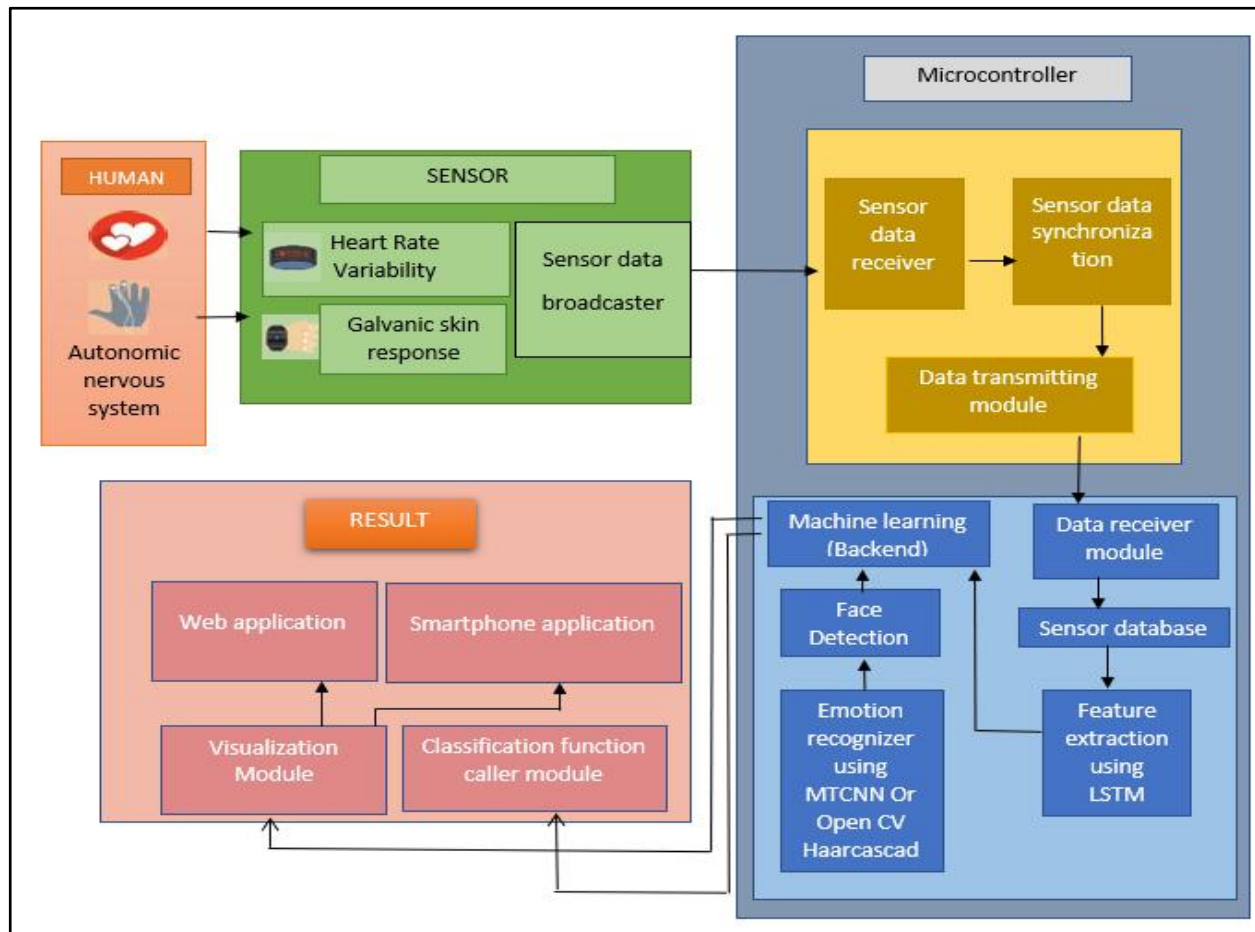 Microcontroller
HUMAN
Autonomic
nervous
system
SENSOR
Heart Rate
Variability
Galvanic skin
response
Sensor data
broadcaster
Sensor
data
receiver
Sensor data
synchroniza
tion
Data transmitting
module
RESULT
Web application
Smartphone application
Visualization
Module
Classification function
caller module
Machine learning
(Backend)
Face
Detection
Emotion
recognizer
using
MTCNN Or
Open CV
Haarcascad
Data receiver
module
Sensor database
Feature
extraction
using
LSTM